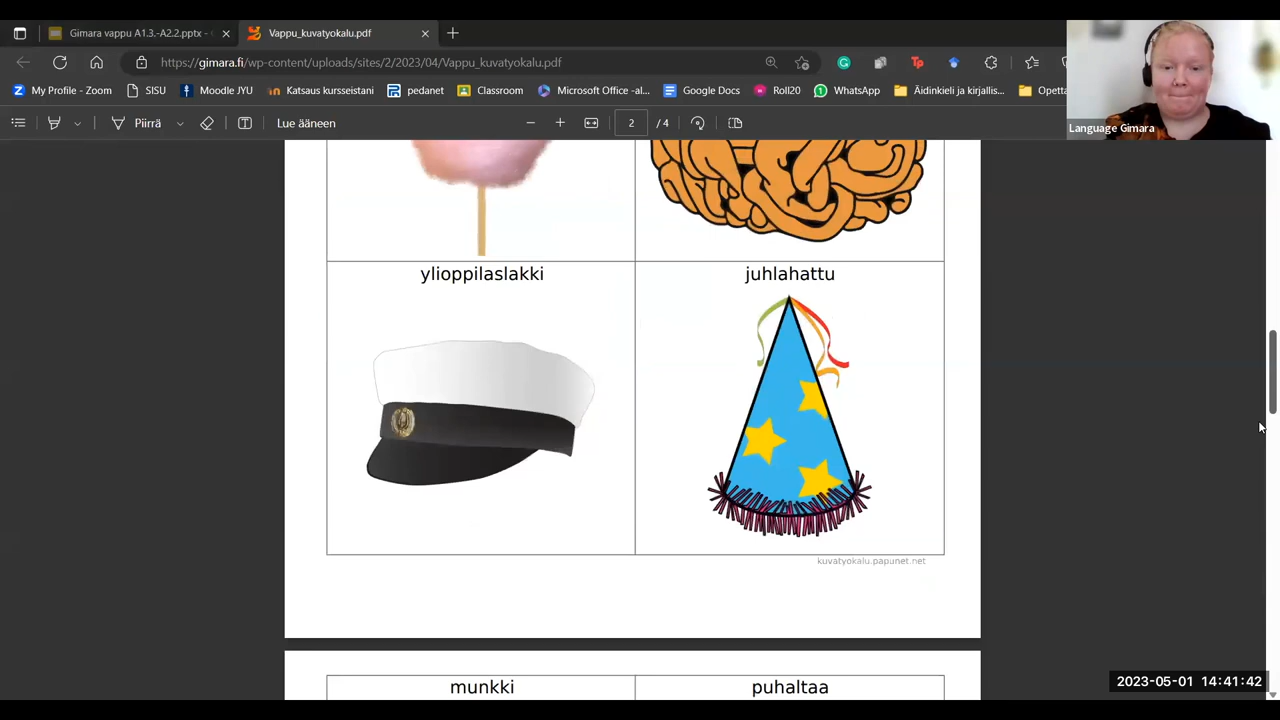 Gimara vappu A1.3.-A2.2.pptx -
Vappu_kuvatyokalu.pdf
https://gimara.fi/wp-content/uploads/sites/2/2023/04/Vappu_kuvatyokalu.pdf
My Profile - Zoom
SISU
Moodle JYU
Katsaus kursseistani
pedanet
Classroom
Microsoft Office -al...
Google Docs
Roll20
WhatsApp
Äidinkieli ja kirjallis...
Opetta
Language Gimara
Piirrä
Lue ääneen
2 / 4
ylioppilaslakki
juhlahattu
kuvatyokalu.papunet.net
munkki
puhaltaa
2023-05-01 14:41:42